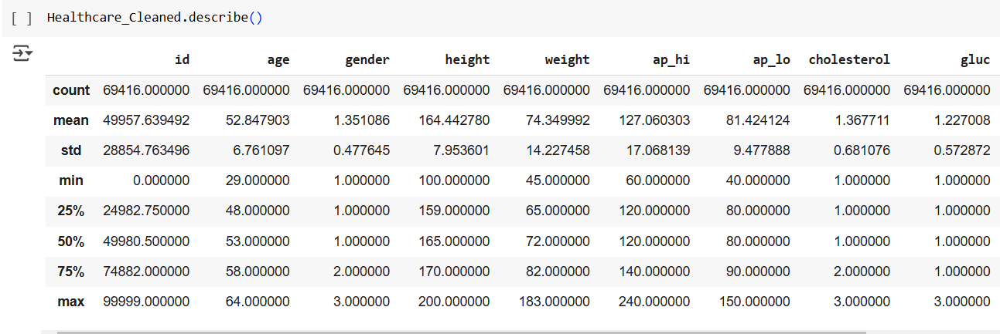 [ ] Healthcare_Cleaned.describe()
id age gender height weight ap_hi ap_lo cholesterol gluc
count 69416.000000 69416.000000 69416.000000 69416.000000 69416.000000 69416.000000 69416.000000 69416.000000 69416.000000
mean 49957.639492 52.847903 1.351086 164.442780 74.349992 127.060303 81.424124 1.367711 1.227008
std 28854.763496 6.761097 0.477645 7.953601 14.227458 17.068139 9.477888 0.681076 0.572872
min 0.000000 29.000000 1.000000 100.000000 45.000000 60.000000 40.000000 1.000000 1.000000
25% 24982.750000 48.000000 1.000000 159.000000 65.000000 120.000000 80.000000 1.000000 1.000000
50% 49980.500000 53.000000 1.000000 165.000000 72.000000 120.000000 80.000000 1.000000 1.000000
75% 74882.000000 58.000000 2.000000 170.000000 82.000000 140.000000 90.000000 2.000000 1.000000
max 99999.000000 64.000000 3.000000 200.000000 183.000000 240.000000 150.000000 3.000000 3.000000